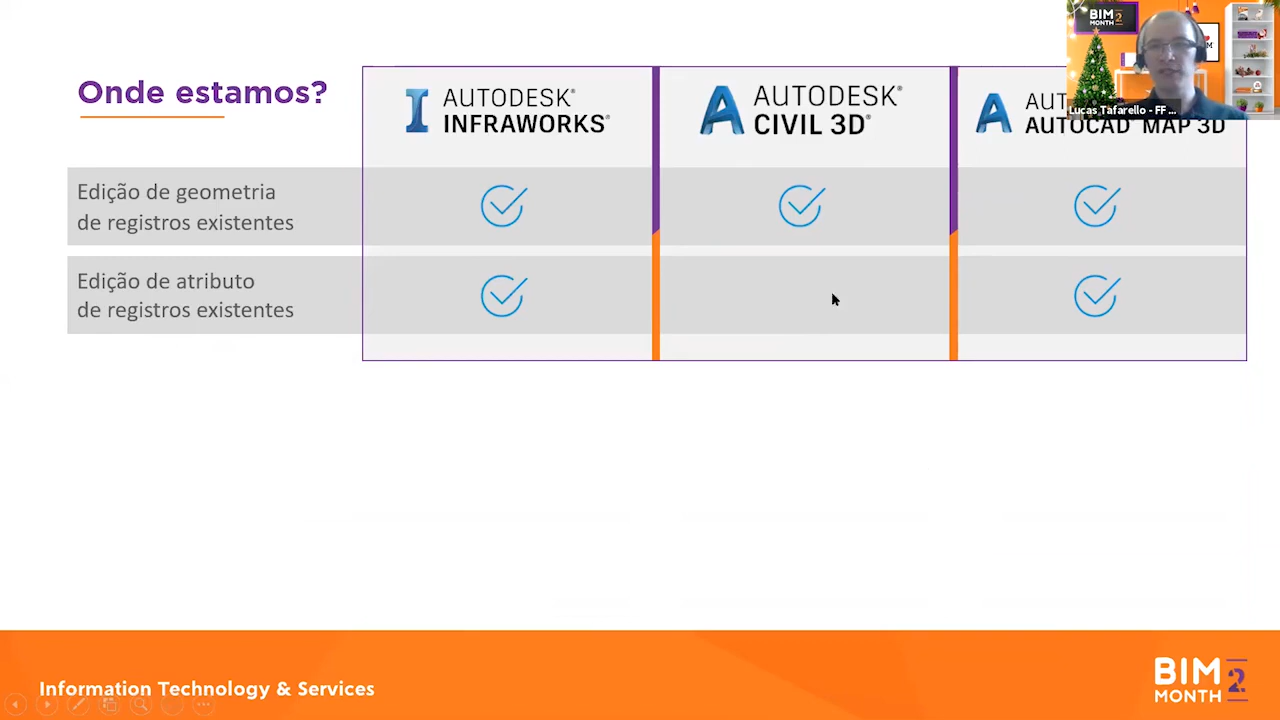 BIM 2
MONTH
Lucas Tafarello - FF ...
Onde estamos?
AUTODESK®
INFRAWORKS®
AUTODESK®
CIVIL 3D®
AUT
AUTOCAD MAP 3D
Edição de geometria
de registros existentes
Edição de atributo
de registros existentes
Information Technology & Services
BIM 2
MONTH